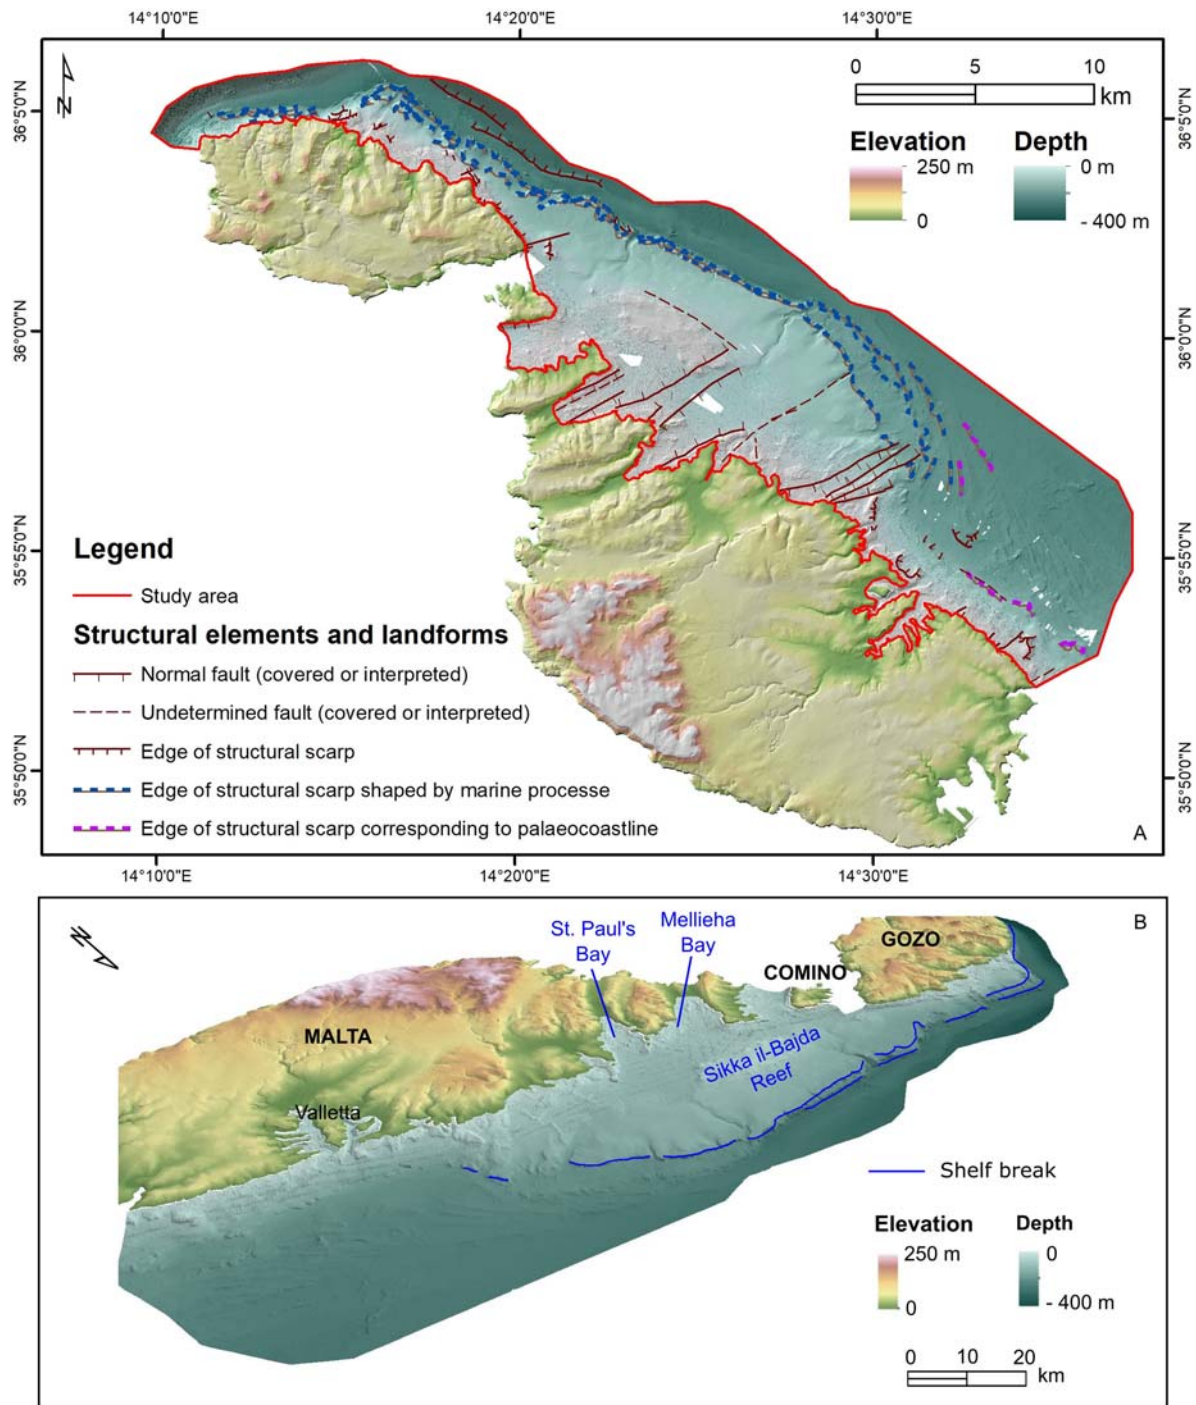 14°10'0"E
14°20'0"E
14°30'0"E
N
0
5
10
km
36°5'0"N
36°5'0"N
Elevation
250 m
0
Depth
0 m
- 400 m
36°0'0"N
36°0'0"N
35°55'0"N
35°55'0"N
35°50'0"N
35°50'0"N
Legend
Study area
Structural elements and landforms
Normal fault (covered or interpreted)
Undetermined fault (covered or interpreted)
Edge of structural scarp
Edge of structural scarp shaped by marine processe
Edge of structural scarp corresponding to palaeocoastline
A
14°10'0"E
14°20'0"E
14°30'0"E
B
N
St. Paul's
Bay
Mellieha
Bay
COMINO
GOZO
MALTA
Sikka il-Bajda
Reef
Valletta
Shelf break
Elevation
250 m
0
Depth
0
- 400 m
0
10
20
km